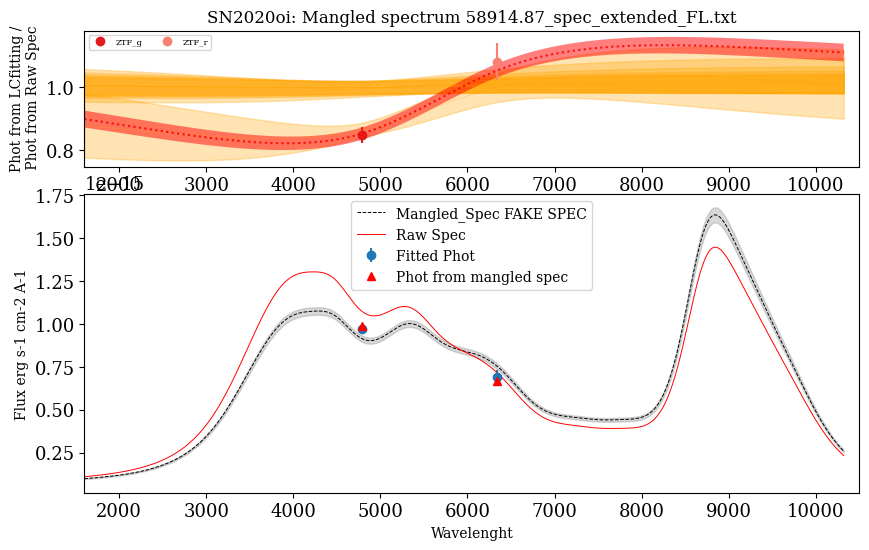 SN2020oi: Mangled spectrum 58914.87_spec_extended_FL.txt
Phot from LCfitting /
Phot from Raw Spec
ZTF_g ZTF_r
1.0
0.8
2000 3000 4000 5000 6000 7000 8000 9000 10000
1e−15
Flux erg s-1 cm-2 A-1
1.75
1.50
1.25
1.00
0.75
0.50
0.25
Mangled_Spec FAKE SPEC
Raw Spec
Fitted Phot
Phot from mangled spec
2000 3000 4000 5000 6000 7000 8000 9000 10000
Wavelenght